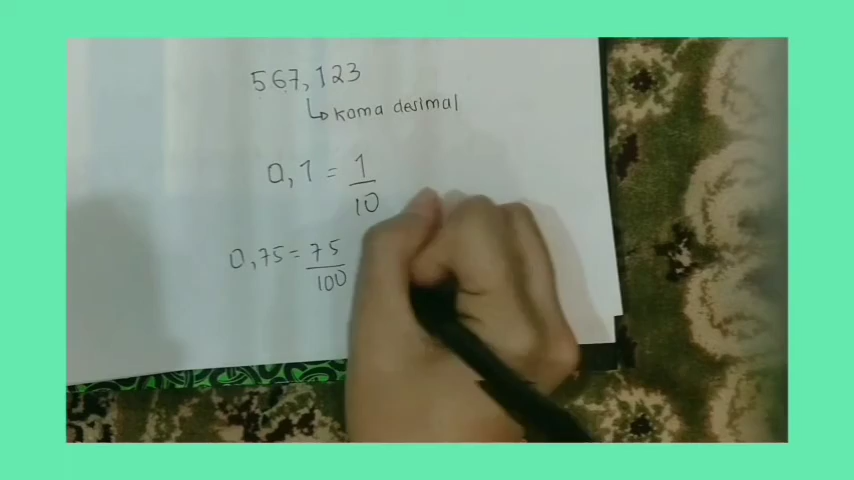 567,123
↳ koma desimal
0,1 = 1/10
0,75 = 75/100